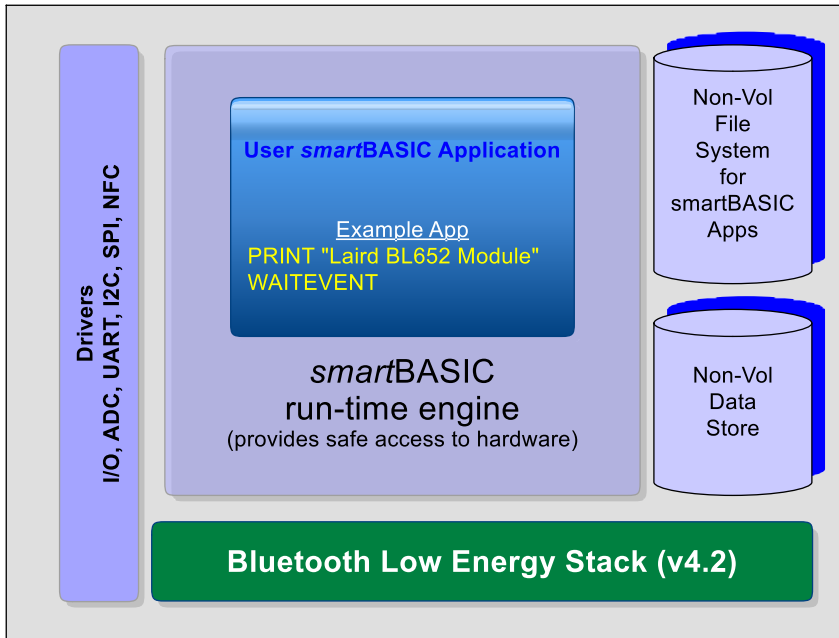 Drivers
I/O, ADC, UART, I2C, SPI, NFC
User smartBASIC Application
Example App
PRINT "Laird BL652 Module"
WAITEVENT
smartBASIC
run-time engine
(provides safe access to hardware)
Non-Vol
File
System
for
smartBASIC
Apps
Non-Vol
Data
Store
Bluetooth Low Energy Stack (v4.2)